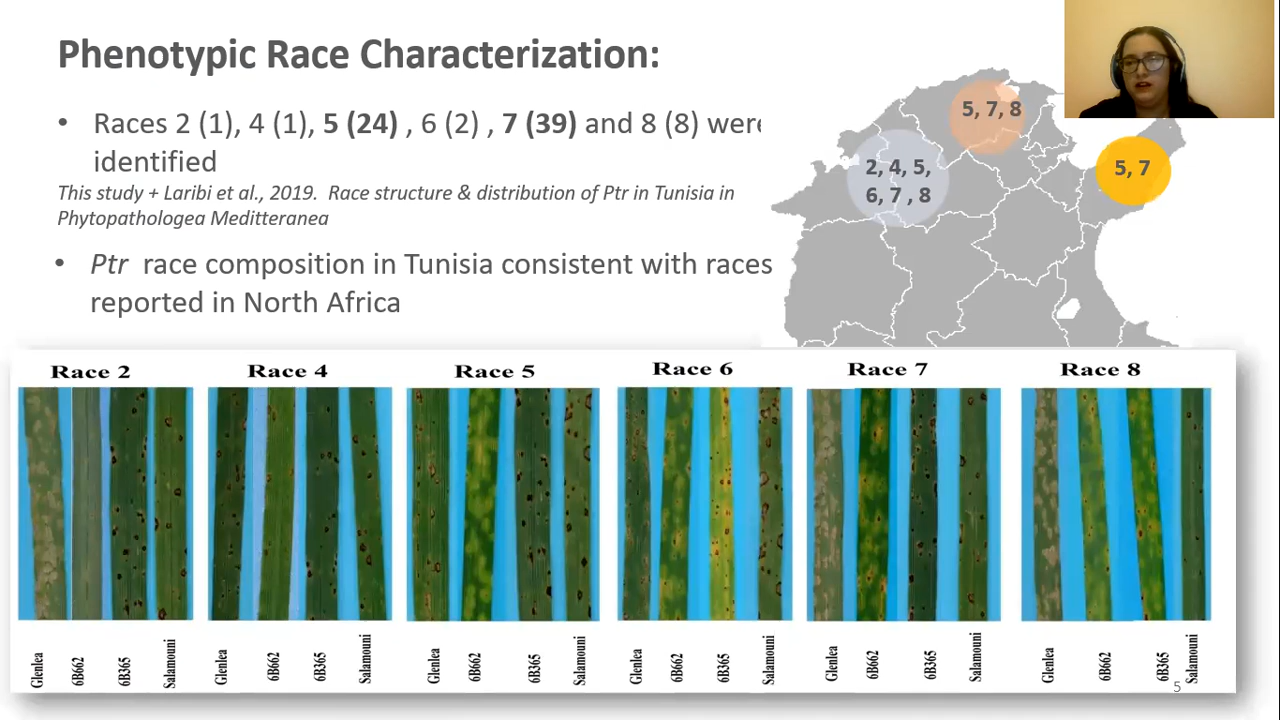 Phenotypic Race Characterization:
• Races 2 (1), 4 (1), 5 (24) , 6 (2) , 7 (39) and 8 (8) were
identified
This study + Laribi et al., 2019. Race structure & distribution of Ptr in Tunisia in
Phytopathologea Meditteranea
• Ptr race composition in Tunisia consistent with races
reported in North Africa
5, 7, 8
2, 4, 5,
6, 7 , 8
5, 7
Race 2
Race 4
Race 5
Race 6
Race 7
Race 8
Glenlea
6B662
6B365
Salamouni
Glenlea
6B662
6B365
Salamouni
Glenlea
6B662
6B365
Salamouni
Glenlea
6B662
6B365
Salamouni
Glenlea
6B662
6B365
Salamouni
Glenlea
6B662
6B365
Salamouni
5